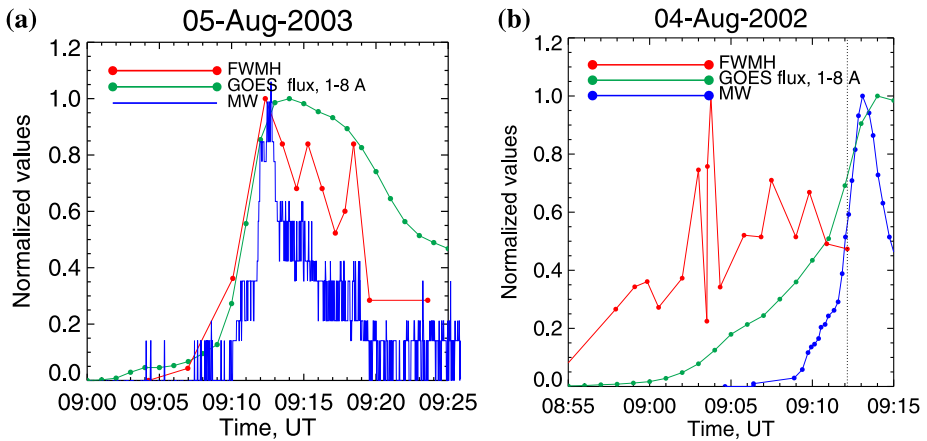 (a)
05-Aug-2003
1.2
1.0
0.8
0.6
0.4
0.2
0.0
Normalized values
FWMH
GOES flux, 1-8 A
MW
09:00
09:05
09:10
09:15
09:20
09:25
Time, UT
(b)
04-Aug-2002
1.2
1.0
0.8
0.6
0.4
0.2
0.0
Normalized values
FWMH
GOES flux, 1-8 A
MW
08:55
09:00
09:05
09:10
09:15
Time, UT